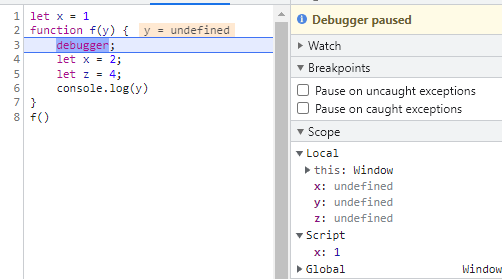 1 let x = 1
2 function f(y) { y = undefined
3 debugger;
4 let x = 2;
5 let z = 4;
6 console.log(y)
7 }
8 f()
Debugger paused
Watch
Breakpoints
Pause on uncaught exceptions
Pause on caught exceptions
Scope
Local
this: Window
x: undefined
y: undefined
z: undefined
Script
x: 1
Global Window